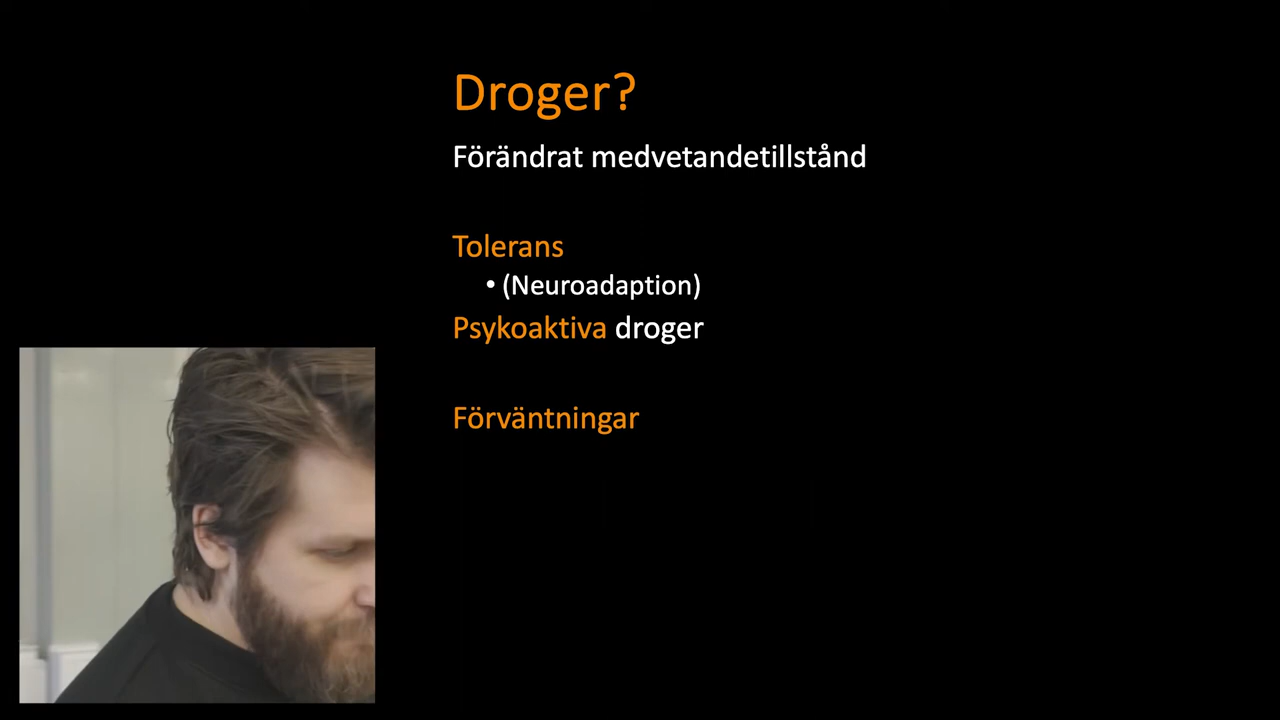 Droger?
Förändrat medvetandetillstånd
Tolerans
• (Neuroadaption)
Psykoaktiva droger
Förväntningar